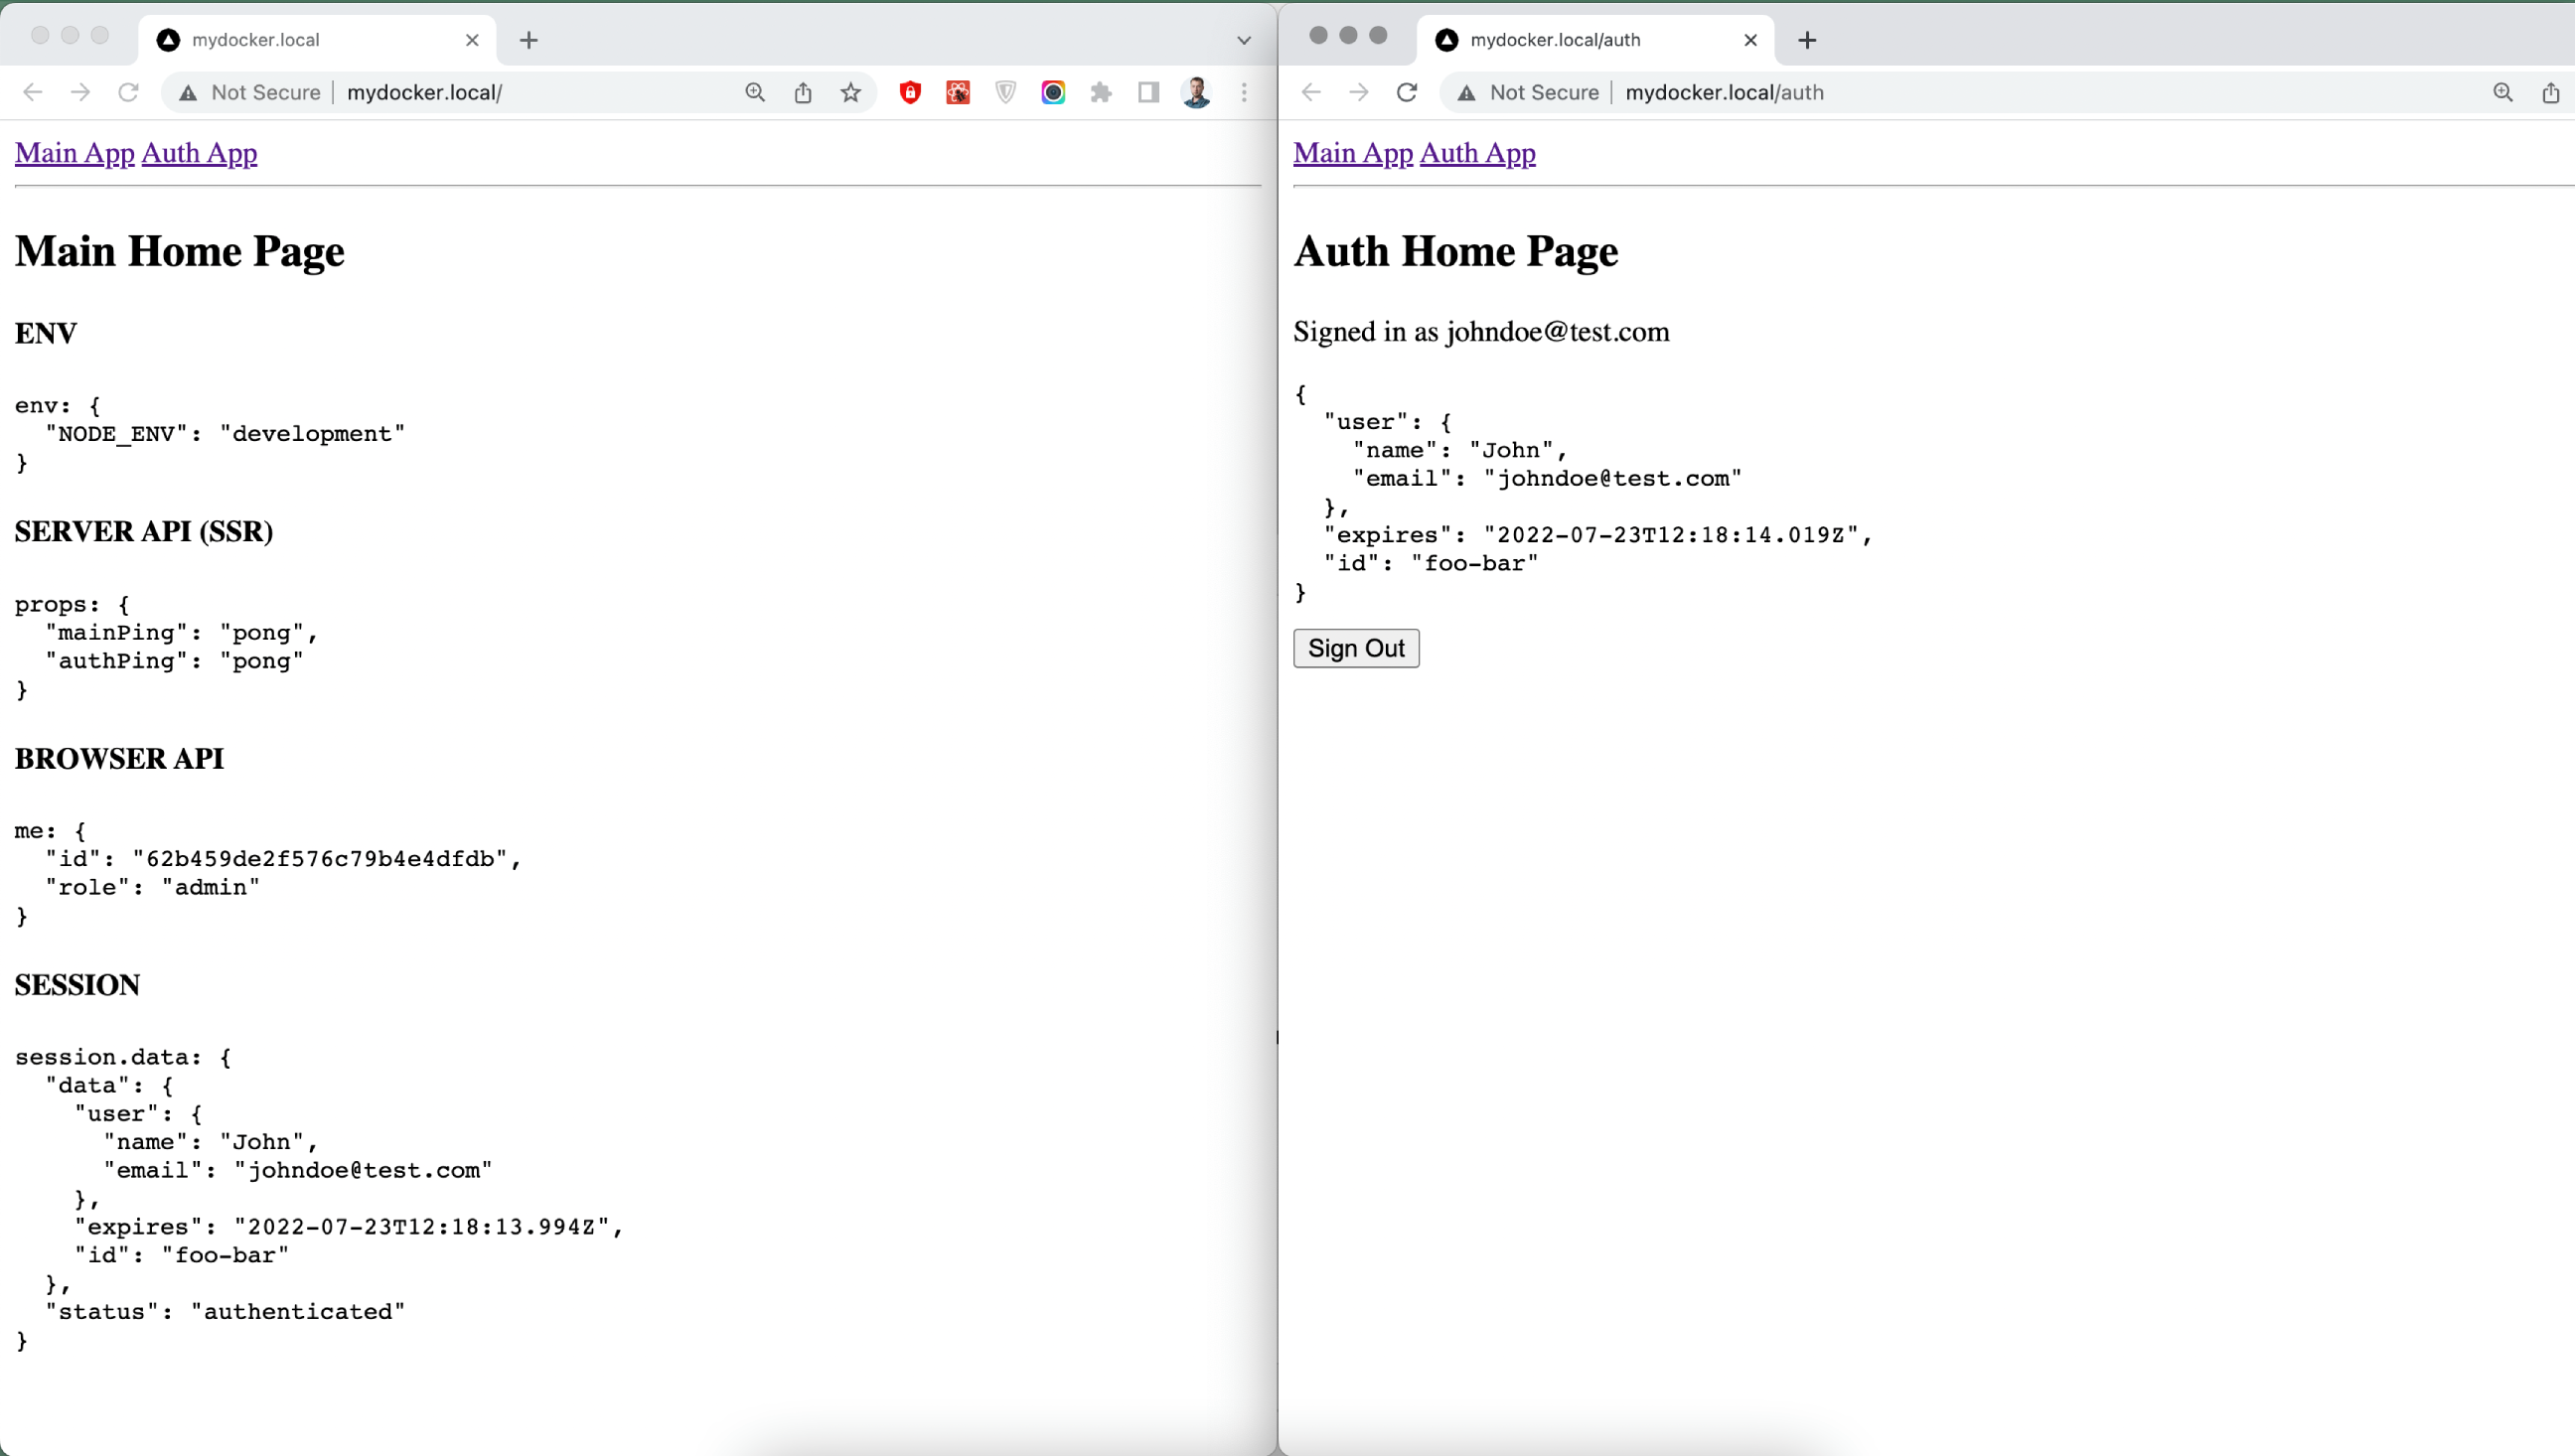 mydocker.local
Not Secure mydocker.local/
Main App Auth App
Main Home Page
ENV
env: {
  "NODE_ENV": "development"
}
SERVER API (SSR)
props: {
  "mainPing": "pong",
  "authPing": "pong"
}
BROWSER API
me: {
  "id": "62b459de2f576c79b4e4dfdb",
  "role": "admin"
}
SESSION
session.data: {
  "data": {
    "user": {
      "name": "John",
      "email": "johndoe@test.com"
    },
    "expires": "2022-07-23T12:18:13.994Z",
    "id": "foo-bar"
  },
  "status": "authenticated"
}
mydocker.local/auth
Not Secure mydocker.local/auth
Main App Auth App
Auth Home Page
Signed in as johndoe@test.com
{
  "user": {
    "name": "John",
    "email": "johndoe@test.com"
  },
  "expires": "2022-07-23T12:18:14.019Z",
  "id": "foo-bar"
}
Sign Out